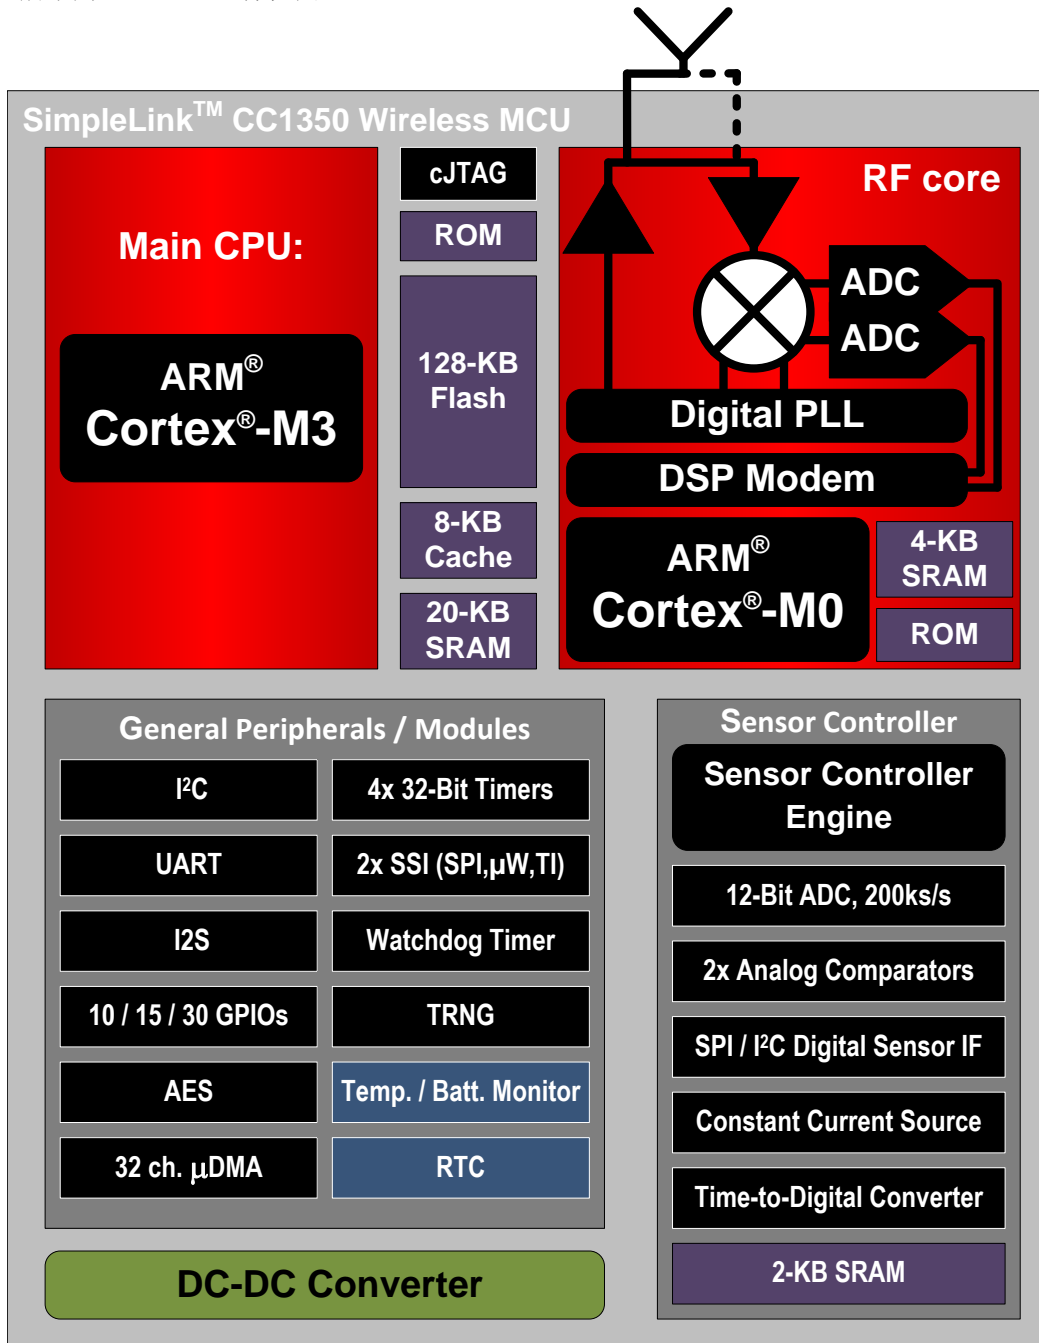 SimpleLink™ CC1350 Wireless MCU
cJTAG
RF core
ROM
Main CPU:
ADC
ADC
128-KB
Flash
ARM®
Cortex®-M3
Digital PLL
DSP Modem
8-KB
Cache
ARM®
Cortex®-M0
4-KB
SRAM
20-KB
SRAM
ROM
General Peripherals / Modules
I²C
4x 32-Bit Timers
UART
2x SSI (SPI,µW,TI)
I2S
Watchdog Timer
10 / 15 / 30 GPIOs
TRNG
AES
Temp. / Batt. Monitor
32 ch. µDMA
RTC
Sensor Controller
Sensor Controller
Engine
12-Bit ADC, 200ks/s
2x Analog Comparators
SPI / I²C Digital Sensor IF
Constant Current Source
Time-to-Digital Converter
2-KB SRAM
DC-DC Converter